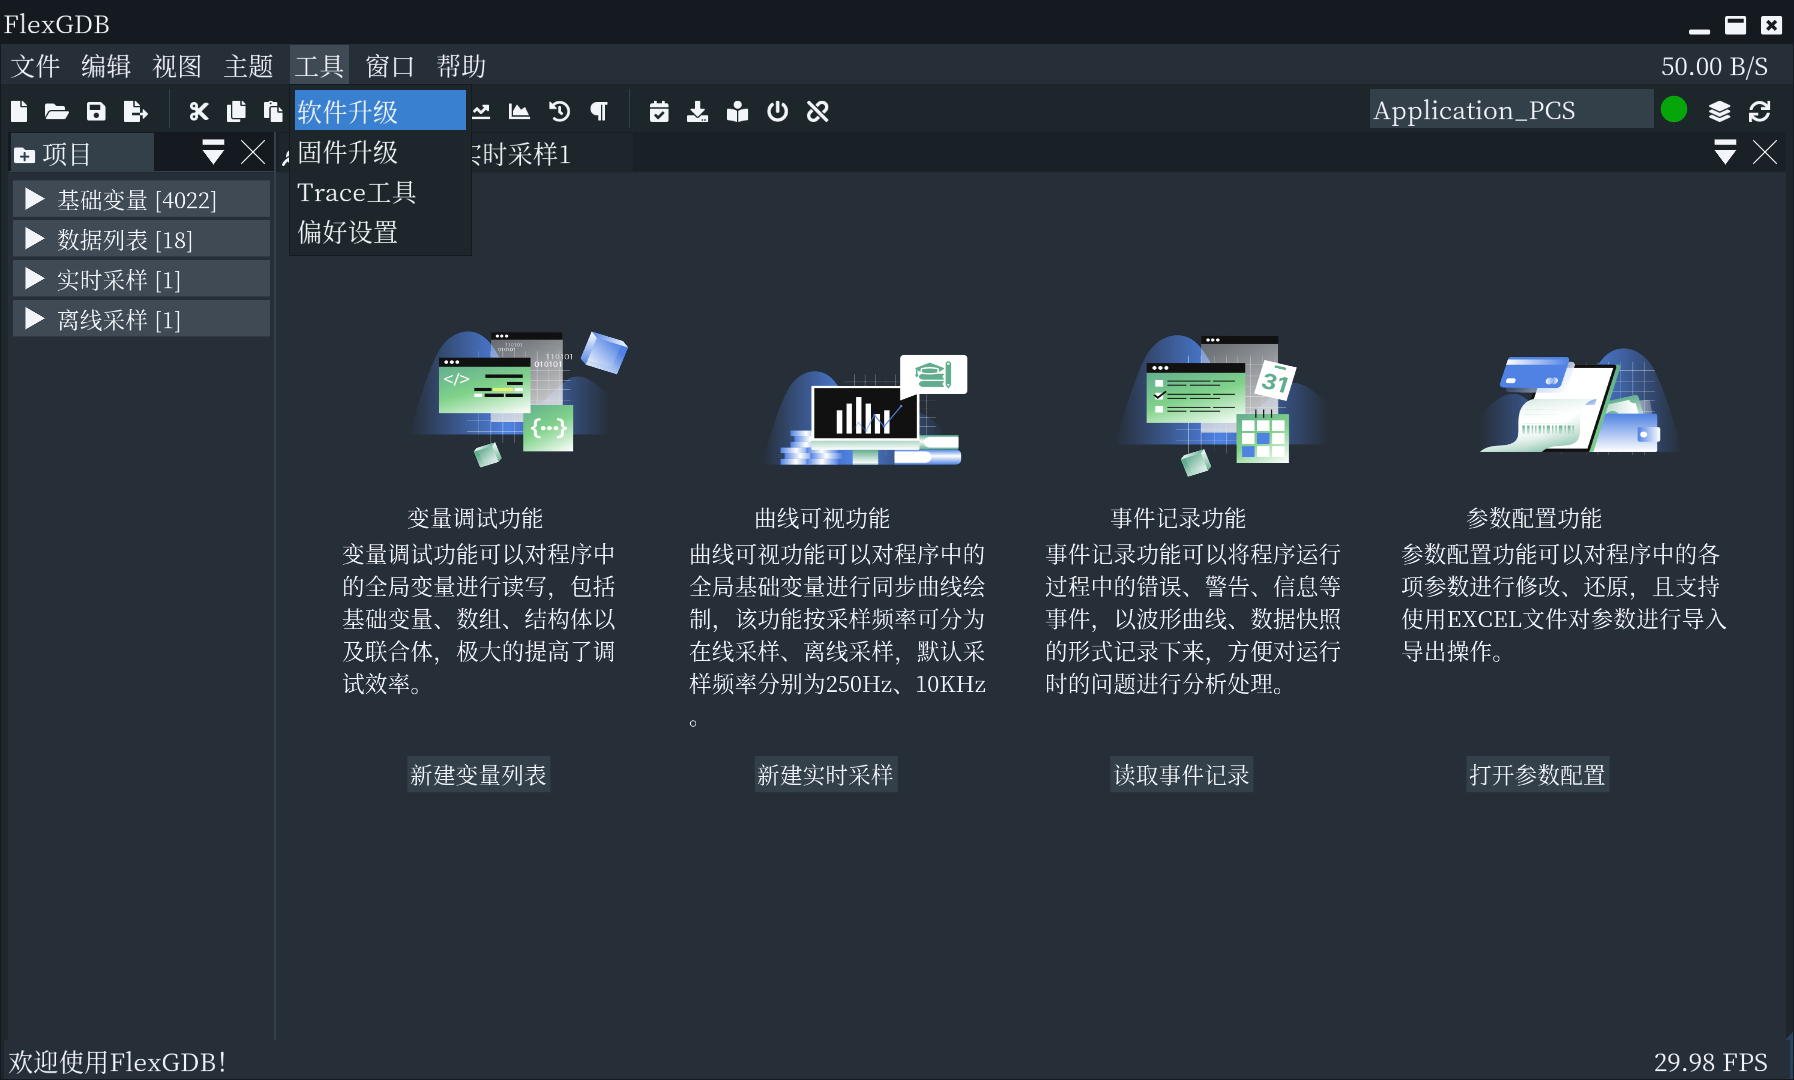 FlexGDB
文件 编辑 视图 主题 工具 窗口 帮助 50.00 B/S
软件升级 Application_PCS
项目 固件升级 实时采样1
Trace工具
偏好设置
基础变量 [4022]
数据列表 [18]
实时采样 [1]
离线采样 [1]
110101
010101
110101
010101
</>
{...}
31
变量调试功能
变量调试功能可以对程序中
的全局变量进行读写，包括
基础变量、数组、结构体以
及联合体，极大的提高了调
试效率。
新建变量列表
曲线可视功能
曲线可视功能可以对程序中的
全局基础变量进行同步曲线绘
制，该功能按采样频率可分为
在线采样、离线采样，默认采
样频率分别为250Hz、10KHz
。
新建实时采样
事件记录功能
事件记录功能可以将程序运行
过程中的错误、警告、信息等
事件，以波形曲线、数据快照
的形式记录下来，方便对运行
时的问题进行分析处理。
读取事件记录
参数配置功能
参数配置功能可以对程序中的各
项参数进行修改、还原，且支持
使用EXCEL文件对参数进行导入
导出操作。
打开参数配置
欢迎使用FlexGDB！ 29.98 FPS